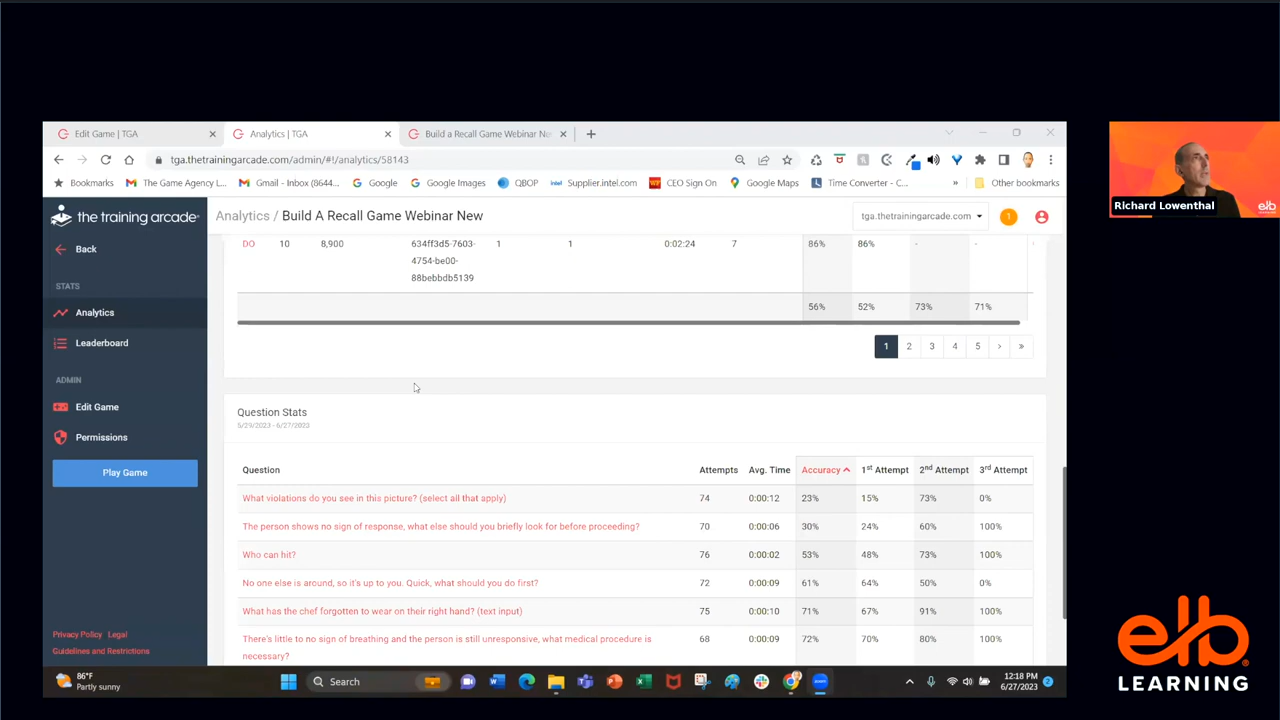 Edit Game | TGA
Analytics | TGA
Build a Recall Game Webinar Ne
tga.thetrainingarcade.com/admin/#!/analytics/58143
Bookmarks
The Game Agency L...
Gmail - Inbox (8644...
Google
Google Images
QBOP
Supplier.intel.com
CEO Sign On
Google Maps
Time Converter - C...
»
Other bookmarks
the training arcade
Analytics / Build A Recall Game Webinar New
tga.thetrainingarcade.com
1
Richard Lowenthal
elb
Back
STATS
Analytics
Leaderboard
ADMIN
Edit Game
Permissions
Play Game
DO 10 8,900 634ff3d5-7603- 1 1 0:02:24 7 86% 86% - -
4754-be00-
88bebbdb5139
56% 52% 73% 71%
1 2 3 4 5 › »
Question Stats
5/29/2023 - 6/27/2023
Question Attempts Avg. Time Accuracy 1st Attempt 2nd Attempt 3rd Attempt
What violations do you see in this picture? (select all that apply) 74 0:00:12 23% 15% 73% 0%
The person shows no sign of response, what else should you briefly look for before proceeding? 70 0:00:06 30% 24% 60% 100%
Who can hit? 76 0:00:02 53% 48% 73% 100%
No one else is around, so it's up to you. Quick, what should you do first? 72 0:00:09 61% 64% 50% 0%
What has the chef forgotten to wear on their right hand? (text input) 75 0:00:10 71% 67% 91% 100%
There's little to no sign of breathing and the person is still unresponsive, what medical procedure is 68 0:00:09 72% 70% 80% 100%
necessary?
Privacy Policy Legal
Guidelines and Restrictions
86°F
Partly sunny
Search
12:18 PM
6/27/2023
2
elb
LEARNING